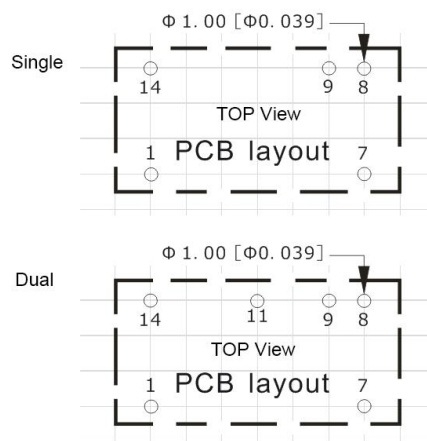 Φ 1.00 [Φ0.039]
Single
14 9 8
TOP View
1 PCB layout 7
Φ 1.00 [Φ0.039]
Dual
14 11 9 8
TOP View
1 PCB layout 7